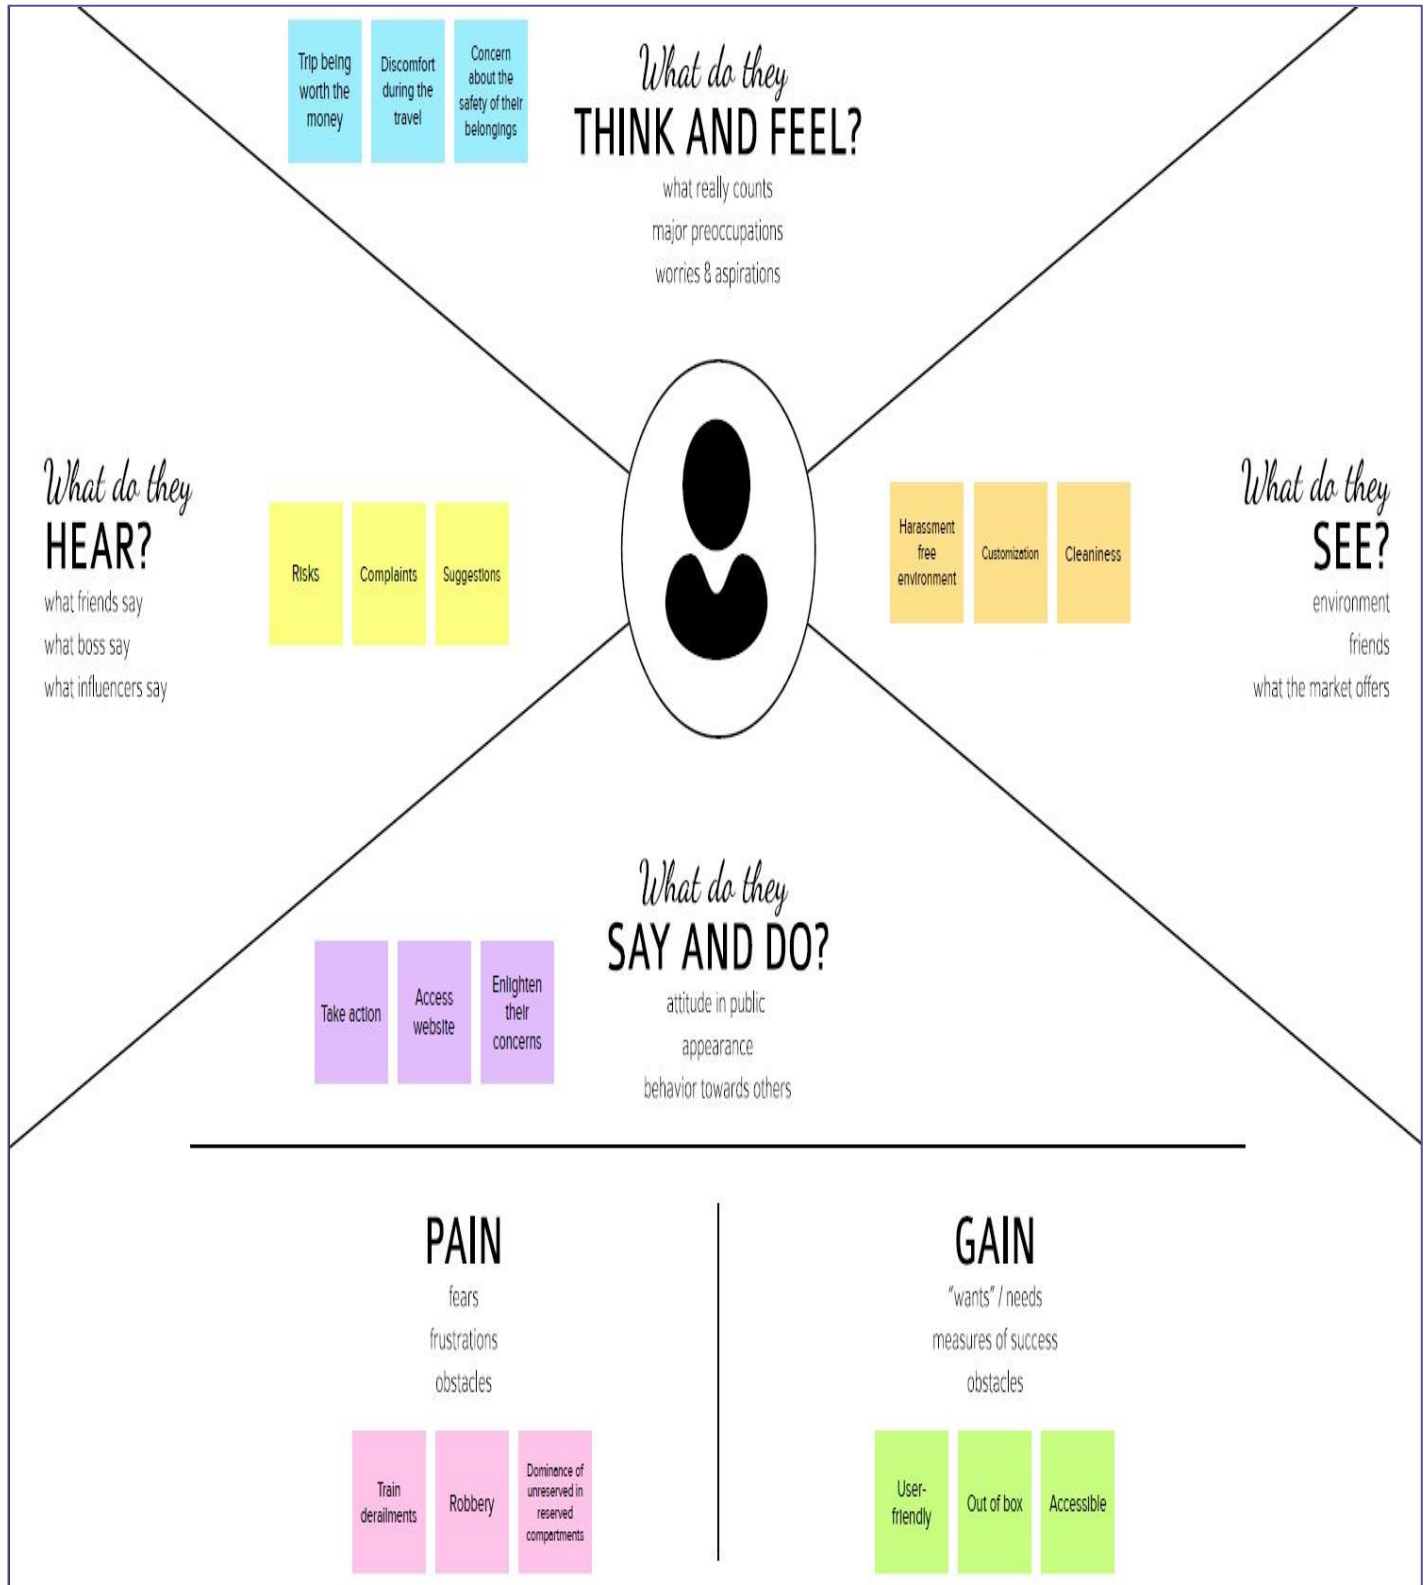 Trip being
worth the
money
Discomfort
during the
travel
Concern
about the
safety of their
belongings
What do they
THINK AND FEEL?
what really counts
major preoccupations
worries & aspirations
What do they
HEAR?
what friends say
what boss say
what influencers say
Risks
Complaints
Suggestions
Harassment
free
environment
Customization
Cleaniness
What do they
SEE?
environment
friends
what the market offers
What do they
SAY AND DO?
attitude in public
appearance
behavior towards others
Take action
Access
website
Enlighten
their
concerns
PAIN
fears
frustrations
obstacles
Train
derailments
Robbery
Dominance of
unreserved in
reserved
compartments
GAIN
"wants" / needs
measures of success
obstacles
User-
friendly
Out of box
Accessible